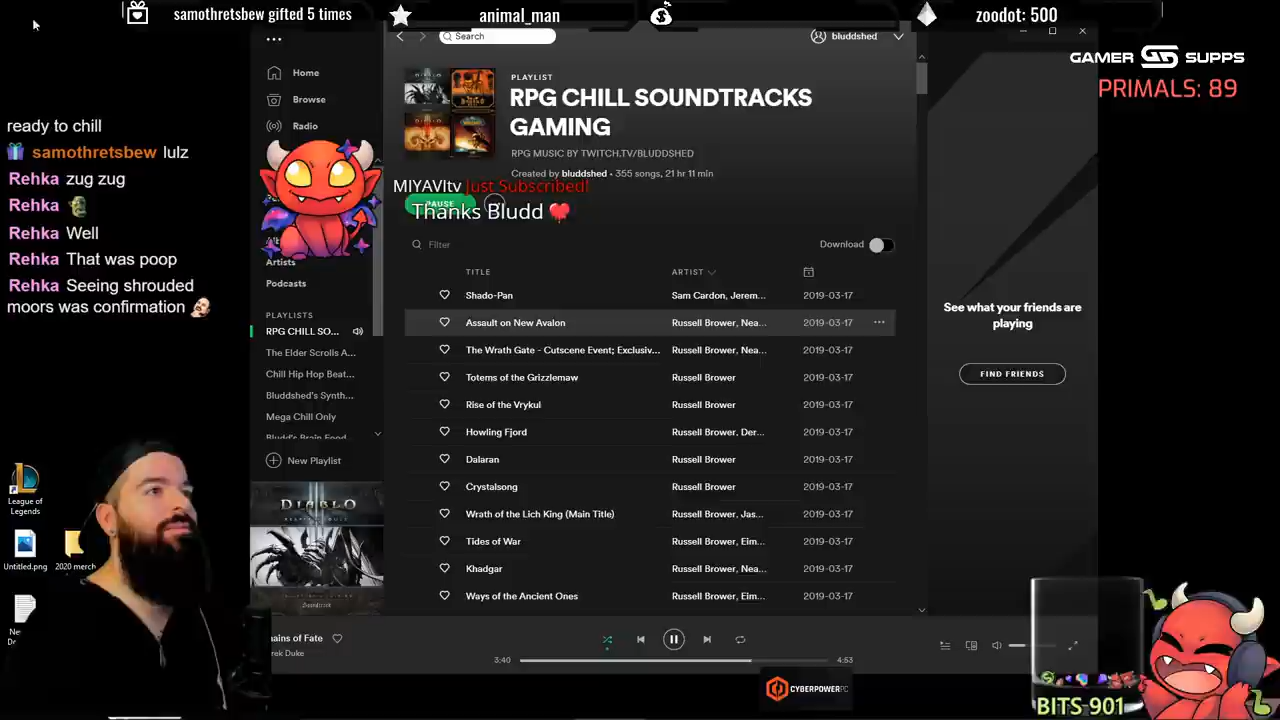 samothretsbew gifted 5 times
animal_man
zoodot: 500
Search
bluddshed
GAMER SUPPS
PRIMALS: 89
ready to chill
samothretsbew lulz
Rehka zug zug
Rehka
Rehka Well
Rehka That was poop
Rehka Seeing shrouded
moors was confirmation
Home
Browse
Radio
Artists
Podcasts
PLAYLISTS
RPG CHILL SO...
The Elder Scrolls A...
Chill Hip Hop Beat...
Bluddshed's Synth...
Mega Chill Only
Bludd's Brain Food
New Playlist
DIABLO
PLAYLIST
RPG CHILL SOUNDTRACKS
GAMING
RPG MUSIC BY TWITCH.TV/BLUDDSHED
Created by bluddshed • 355 songs, 21 hr 11 min
MIYAVItv Just Subscribed!
PAUSE
Thanks Bludd
Filter
Download
TITLE ARTIST
Shado-Pan Sam Cardon, Jerem... 2019-03-17
Assault on New Avalon Russell Brower, Nea... 2019-03-17
The Wrath Gate - Cutscene Event; Exclusiv... Russell Brower, Nea... 2019-03-17
Totems of the Grizzlemaw Russell Brower 2019-03-17
Rise of the Vrykul Russell Brower 2019-03-17
Howling Fjord Russell Brower, Der... 2019-03-17
Dalaran Russell Brower 2019-03-17
Crystalsong Russell Brower 2019-03-17
Wrath of the Lich King (Main Title) Russell Brower, Jas... 2019-03-17
Tides of War Russell Brower, Eim... 2019-03-17
Khadgar Russell Brower, Nea... 2019-03-17
Ways of the Ancient Ones Russell Brower, Eim... 2019-03-17
See what your friends are
playing
FIND FRIENDS
League of
Legends
Untitled.png
2020 merch
hains of Fate
rek Duke
3:40
4:53
CYBERPOWERPC
BITS-901